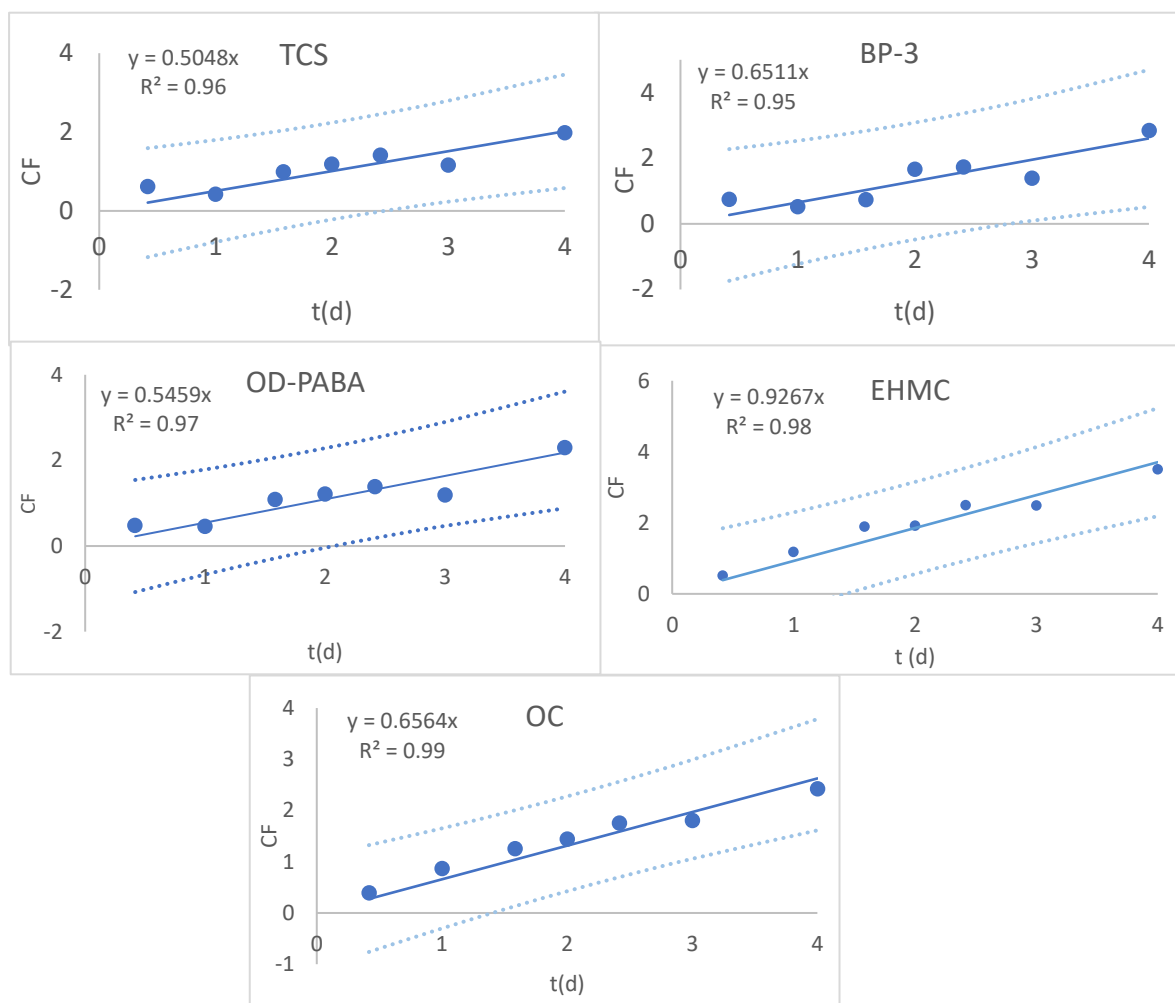 TCS
y = 0.5048x
R² = 0.96
CF
4
2
0
-2
0 1 2 3 4
t(d)
BP-3
y = 0.6511x
R² = 0.95
CF
4
2
0
-2
0 1 2 3 4
t(d)
OD-PABA
y = 0.5459x
R² = 0.97
CF
4
2
0
-2
0 1 2 3 4
t(d)
EHMC
y = 0.9267x
R² = 0.98
CF
6
4
2
0
0 1 2 3 4
t (d)
OC
y = 0.6564x
R² = 0.99
CF
4
3
2
1
0
-1
0 1 2 3 4
t(d)